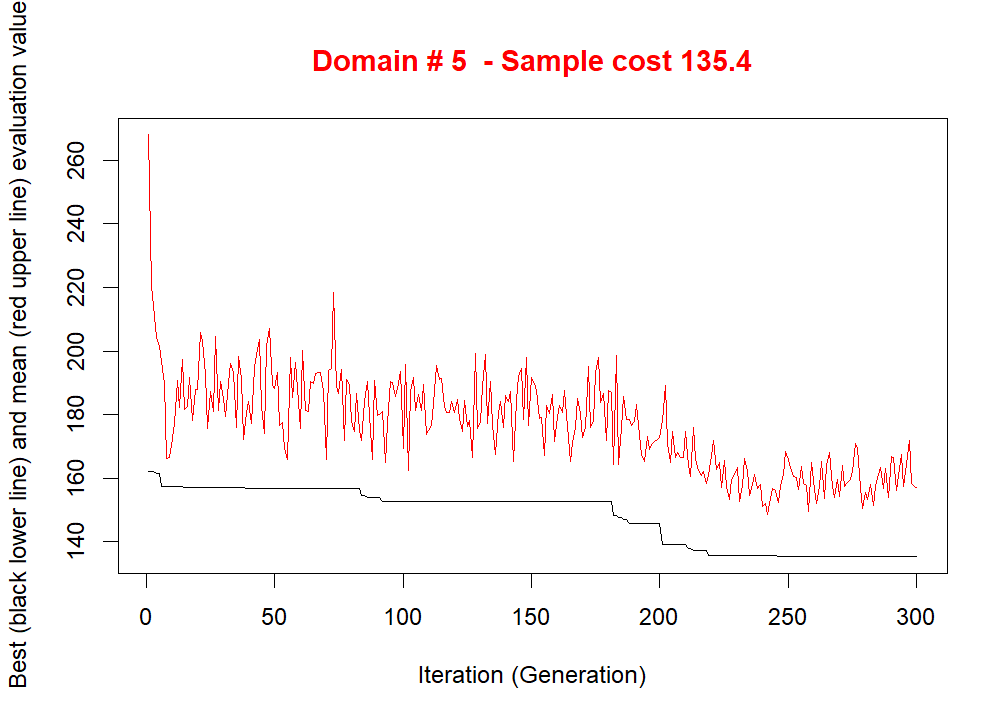 Domain # 5  - Sample cost 135.4
Best (black lower line) and mean (red upper line) evaluation value
260
240
220
200
180
160
140
0 50 100 150 200 250 300
Iteration (Generation)